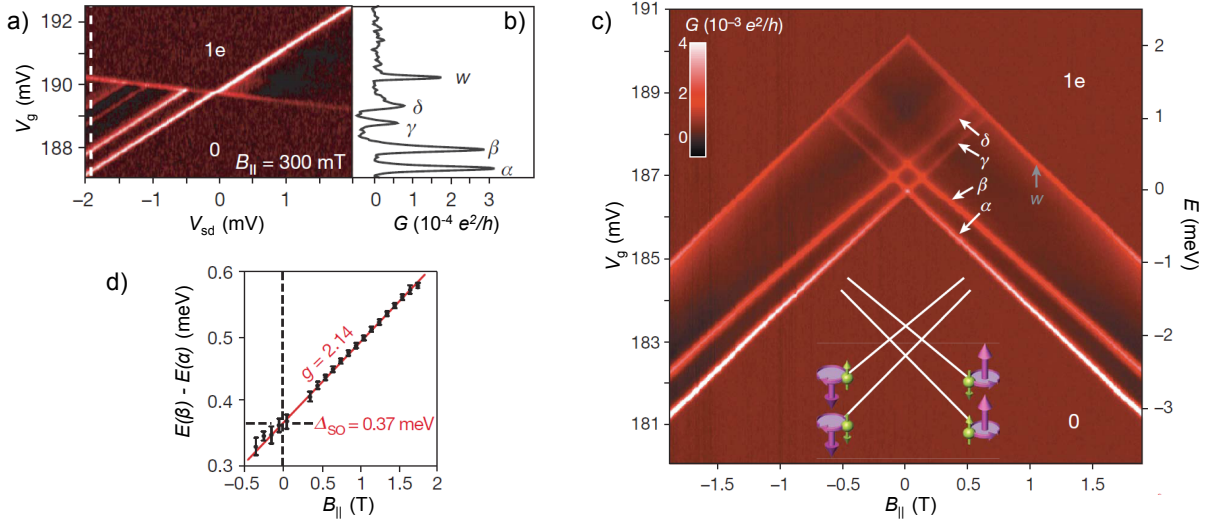 a)
192
190
188
V_g (mV)
1e
0
B_|| = 300 mT
−2
−1
0
1
V_sd (mV)
b)
w
δ
γ
β
α
0
2
G (10⁻⁴ e²/h)
c)
191
189
187
185
183
181
V_g (mV)
G (10⁻³ e²/h)
4
2
0
1e
δ
γ
β
α
w
0
2
1
0
−1
−2
−3
E (meV)
−1.5
−1
−0.5
0
0.5
1
1.5
B_|| (T)
d)
0.6
0.5
0.4
0.3
E(β) - E(α) (meV)
g = 2.14
Δ_SO = 0.37 meV
−0.5
0
0.5
1
1.5
2
B_|| (T)